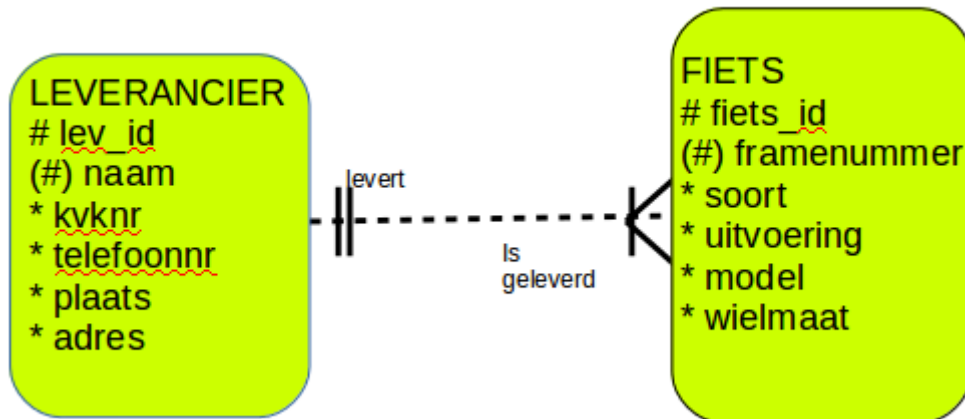 LEVERANCIER
# lev_id
(#) naam
* kvknr
* telefoonnr
* plaats
* adres
levert
Is
geleverd
FIETS
# fiets_id
(#) framenummer
* soort
* uitvoering
* model
* wielmaat